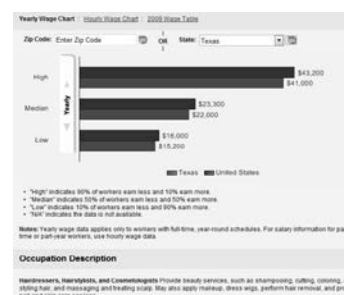 Yearly Wage Chart | Hourly Wage Chart | 2009 Wage Table
Zip Code: Enter Zip Code OR State: Texas
High $43,200
$41,000
Yearly
Median $23,300
$22,000
Low $16,000
$15,200
Texas United States
• "High" indicates 90% of workers earn less and 10% earn more.
• "Median" indicates 50% of workers earn less and 50% earn more.
• "Low" indicates 10% of workers earn less and 90% earn more.
• "N/A" indicates the data is not available.
Notes: Yearly wage data applies only to workers with full-time, year-round schedules. For salary information for pa
time or part-year workers, use hourly wage data.
Occupation Description
Hairdressers, Hairstylists, and Cosmetologists Provide beauty services, such as shampooing, cutting, coloring,
styling hair, and massaging and treating scalp. May also apply makeup, dress wigs, perform hair removal, and pro